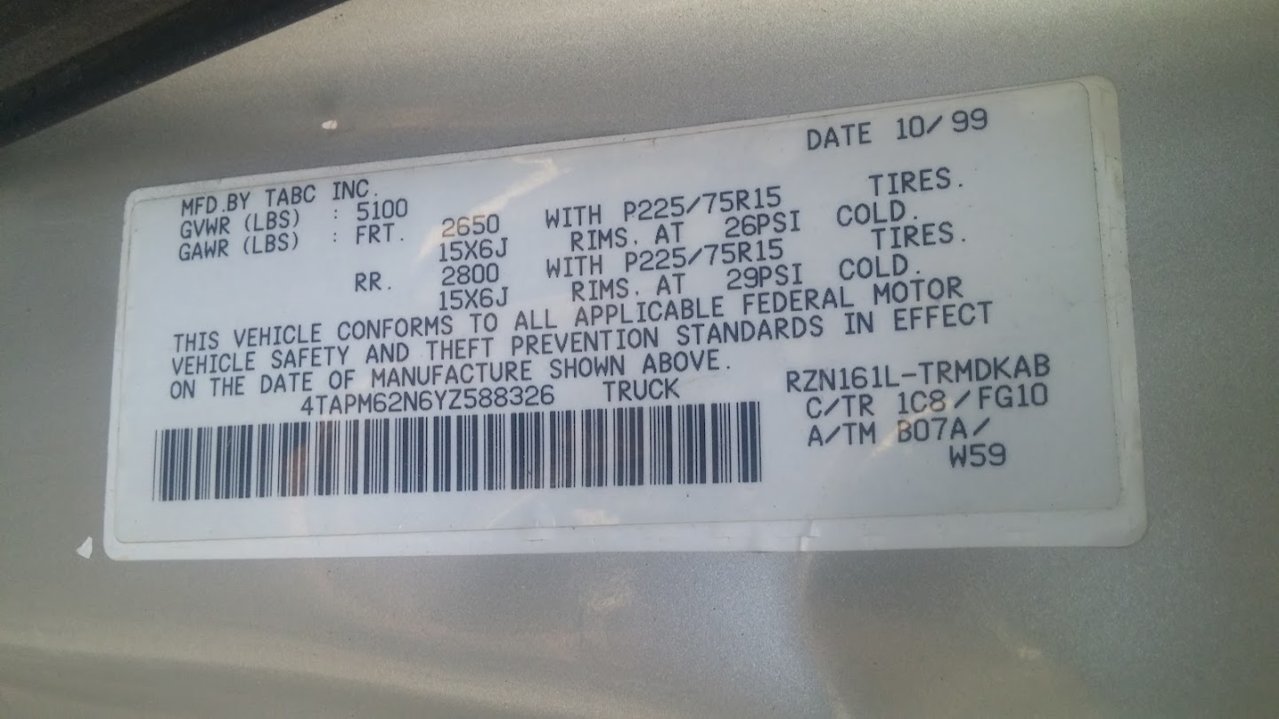 DATE 10/99
MFD.BY TABC INC.
GVWR (LBS) : 5100
GAWR (LBS) : FRT. 2650 WITH P225/75R15 TIRES.
15X6J RIMS. AT 26PSI COLD.
RR. 2800 WITH P225/75R15 TIRES.
15X6J RIMS. AT 29PSI COLD.
THIS VEHICLE CONFORMS TO ALL APPLICABLE FEDERAL MOTOR
VEHICLE SAFETY AND THEFT PREVENTION STANDARDS IN EFFECT
ON THE DATE OF MANUFACTURE SHOWN ABOVE.
4TAPM62N6YZ588326 TRUCK
RZN161L-TRMDKAB
C/TR 1C8/FG10
A/TM B07A/
W59